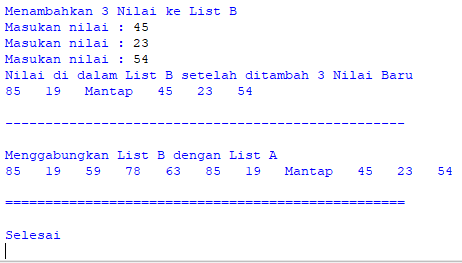 Menambahkan 3 Nilai ke List B
Masukan nilai : 45
Masukan nilai : 23
Masukan nilai : 54
Nilai di dalam List B setelah ditambah 3 Nilai Baru
85   19   Mantap   45   23   54
--------------------------------------------------
Menggabungkan List B dengan List A
85   19   59   78   63   85   19   Mantap   45   23   54
==================================================
Selesai